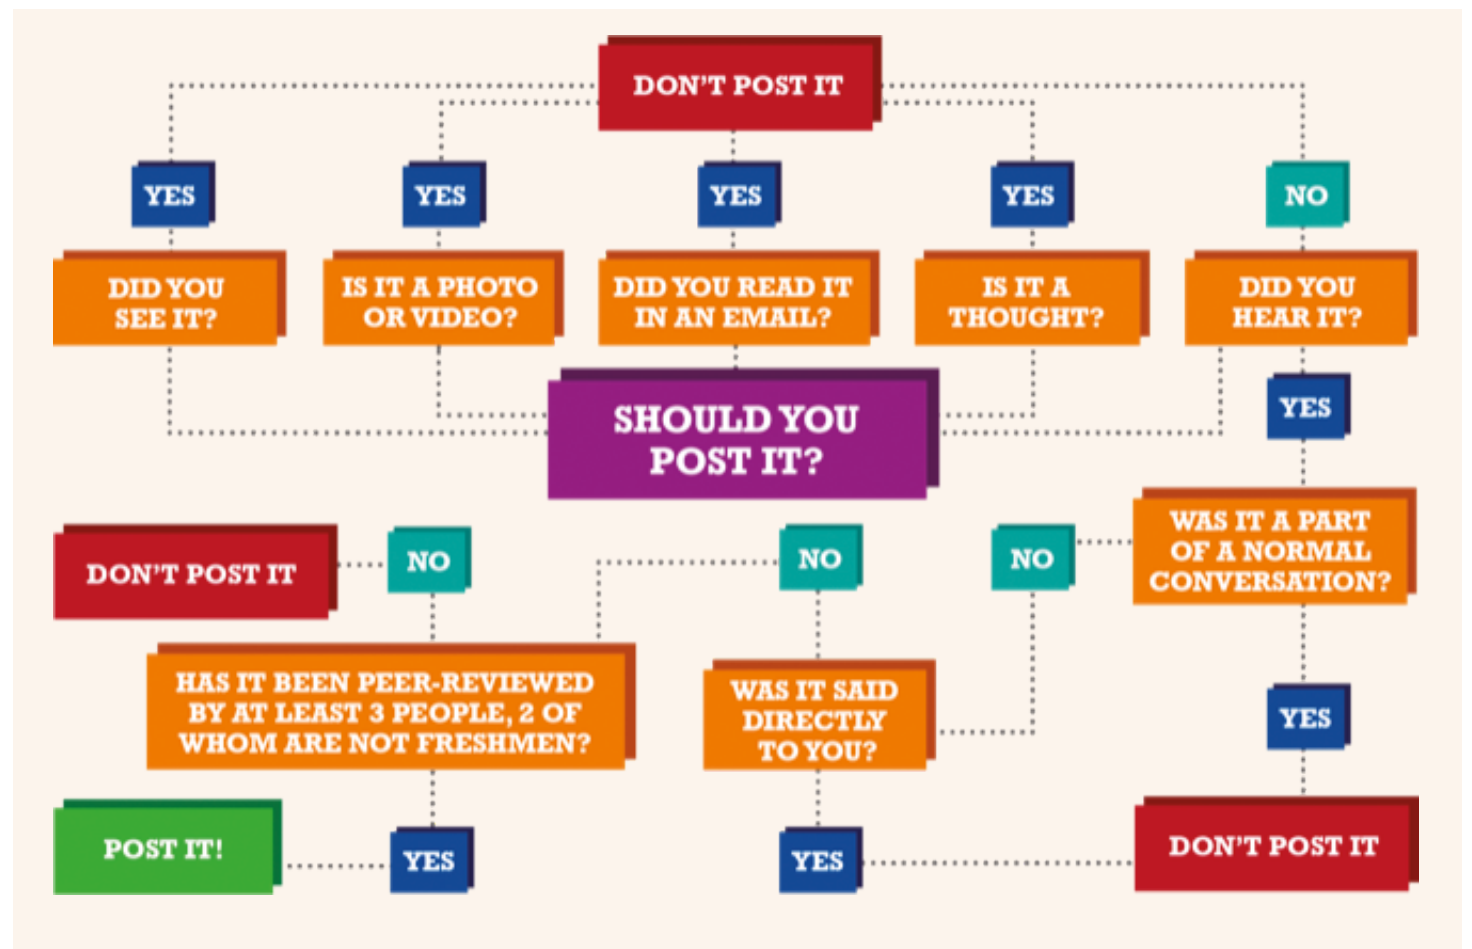 DON'T POST IT
YES
YES
YES
YES
NO
DID YOU
SEE IT?
IS IT A PHOTO
OR VIDEO?
DID YOU READ IT
IN AN EMAIL?
IS IT A
THOUGHT?
DID YOU
HEAR IT?
SHOULD YOU
POST IT?
YES
WAS IT A PART
OF A NORMAL
CONVERSATION?
DON'T POST IT
NO
NO
NO
HAS IT BEEN PEER-REVIEWED
BY AT LEAST 3 PEOPLE, 2 OF
WHOM ARE NOT FRESHMEN?
WAS IT SAID
DIRECTLY
TO YOU?
YES
POST IT!
YES
YES
DON'T POST IT